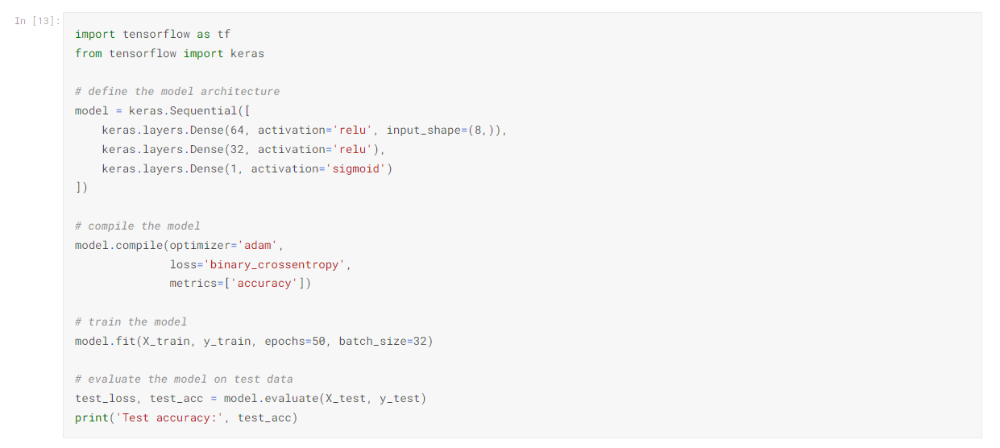 In [13]:
import tensorflow as tf
from tensorflow import keras
# define the model architecture
model = keras.Sequential([
    keras.layers.Dense(64, activation='relu', input_shape=(8,)),
    keras.layers.Dense(32, activation='relu'),
    keras.layers.Dense(1, activation='sigmoid')
])
# compile the model
model.compile(optimizer='adam',
              loss='binary_crossentropy',
              metrics=['accuracy'])
# train the model
model.fit(X_train, y_train, epochs=50, batch_size=32)
# evaluate the model on test data
test_loss, test_acc = model.evaluate(X_test, y_test)
print('Test accuracy:', test_acc)